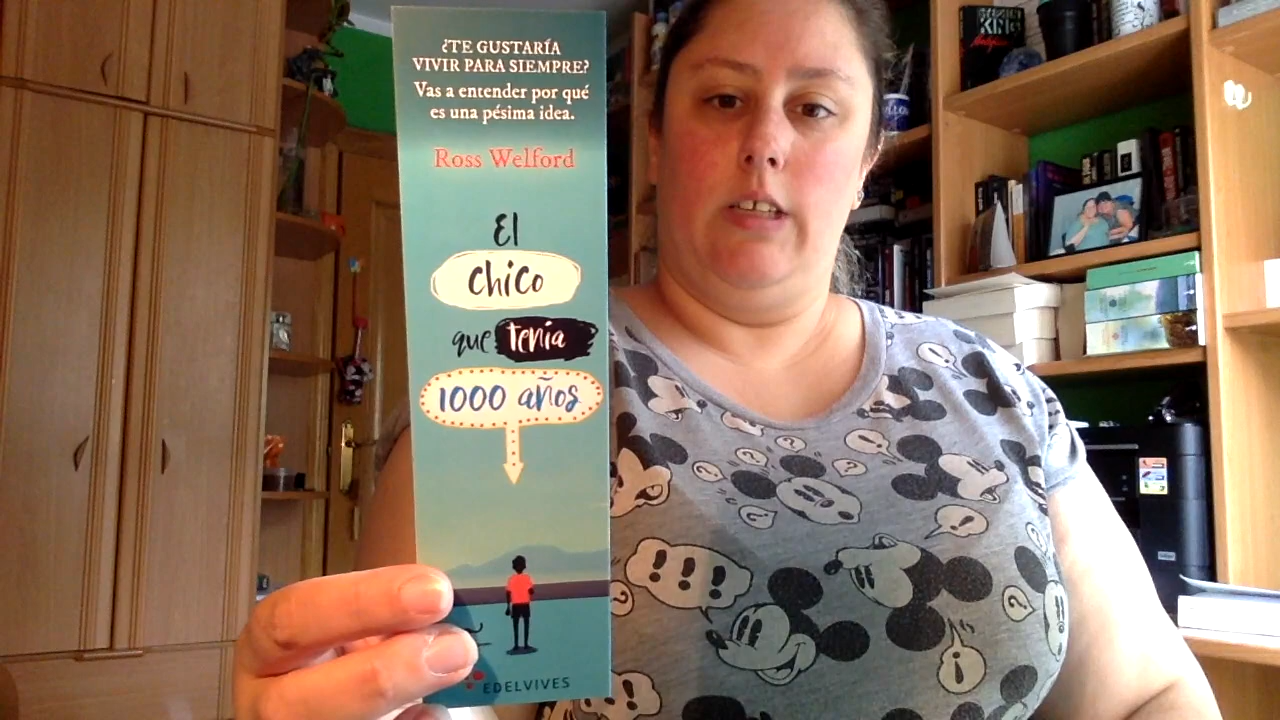 ¿TE GUSTARÍA
VIVIR PARA SIEMPRE?
Vas a entender por qué
es una pésima idea.
Ross Welford
El
chico
que tenía
1000 años
EDELVIVES
KING